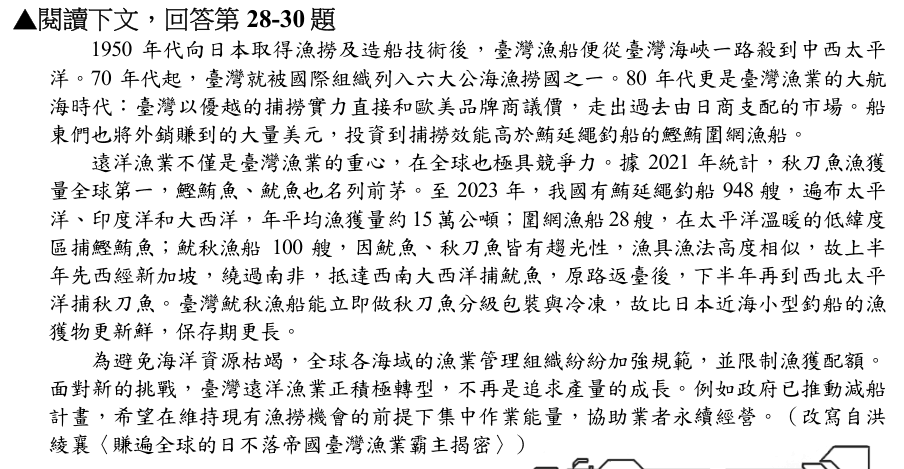 ▲閱讀下文，回答第 28-30 題
1950 年代向日本取得漁撈及造船技術後，臺灣漁船便從臺灣海峽一路殺到中西太平
洋。70 年代起，臺灣就被國際組織列入六大公海漁撈國之一。80 年代更是臺灣漁業的大航
海時代：臺灣以優越的捕撈實力直接和歐美品牌商議價，走出過去由日商支配的市場。船
東們也將外銷賺到的大量美元，投資到捕撈效能高於鮪延繩釣船的鰹鮪圍網漁船。
遠洋漁業不僅是臺灣漁業的重心，在全球也極具競爭力。據 2021 年統計，秋刀魚漁獲
量全球第一，鰹鮪魚、魷魚也名列前茅。至 2023 年，我國有鮪延繩釣船 948 艘，遍布太平
洋、印度洋和大西洋，年平均漁獲量約 15 萬公噸；圍網漁船 28 艘，在太平洋溫暖的低緯度
區捕鰹鮪魚；魷秋漁船 100 艘，因魷魚、秋刀魚皆有趨光性，漁具漁法高度相似，故上半
年先西經新加坡，繞過南非，抵達西南大西洋捕魷魚，原路返臺後，下半年再到西北太平
洋捕秋刀魚。臺灣魷秋漁船能立即做秋刀魚分級包裝與冷凍，故比日本近海小型釣船的漁
獲物更新鮮，保存期更長。
為避免海洋資源枯竭，全球各海域的漁業管理組織紛紛加強規範，並限制漁獲配額。
面對新的挑戰，臺灣遠洋漁業正積極轉型，不再是追求產量的成長。例如政府已推動減船
計畫，希望在維持現有漁撈機會的前提下集中作業能量，協助業者永續經營。（改寫自洪
綾襄〈賺遍全球的日不落帝國臺灣漁業霸主揭密〉）